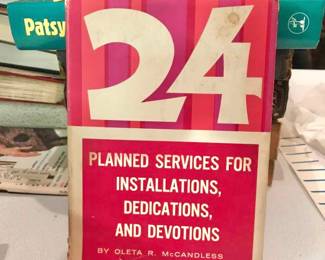 Patsy
24
PLANNED SERVICES FOR
INSTALLATIONS,
DEDICATIONS,
AND DEVOTIONS
BY OLETA R. McCANDLESS